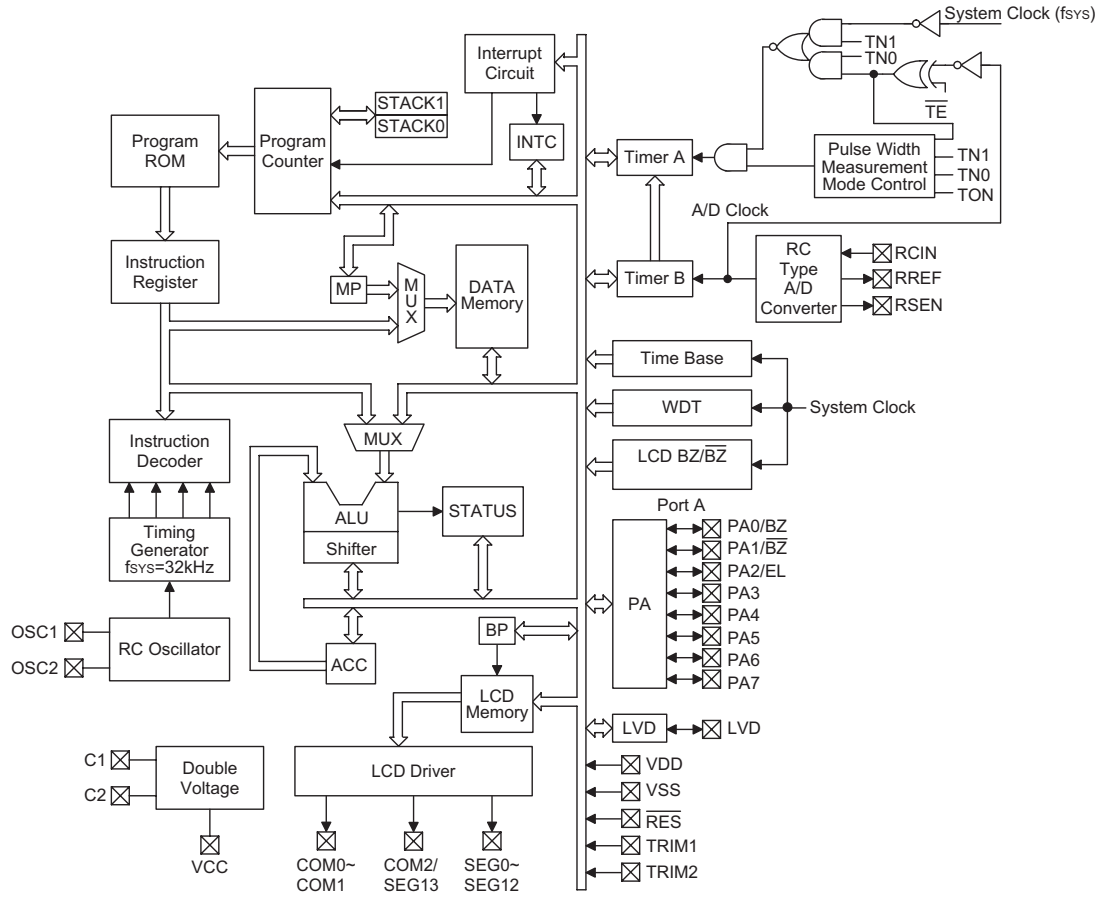 System Clock (fSYS)
TN1
TN0
T̅E̅
Interrupt
Circuit
STACK1
STACK0
INTC
Program
ROM
Program
Counter
Timer A
Pulse Width
Measurement
Mode Control
TN1
TN0
TON
A/D Clock
Instruction
Register
MP
MUX
DATA
Memory
Timer B
RC
Type
A/D
Converter
RCIN
RREF
RSEN
Time Base
WDT
LCD BZ/B̅Z̅
System Clock
Instruction
Decoder
MUX
ALU
Shifter
STATUS
Timing
Generator
fSYS=32kHz
OSC1
OSC2
RC Oscillator
ACC
BP
LCD
Memory
Port A
PA
PA0/BZ
PA1/B̅Z̅
PA2/EL
PA3
PA4
PA5
PA6
PA7
LVD
LVD
C1
C2
Double
Voltage
VCC
LCD Driver
COM0~
COM1
COM2/
SEG13
SEG0~
SEG12
VDD
VSS
R̅E̅S̅
TRIM1
TRIM2